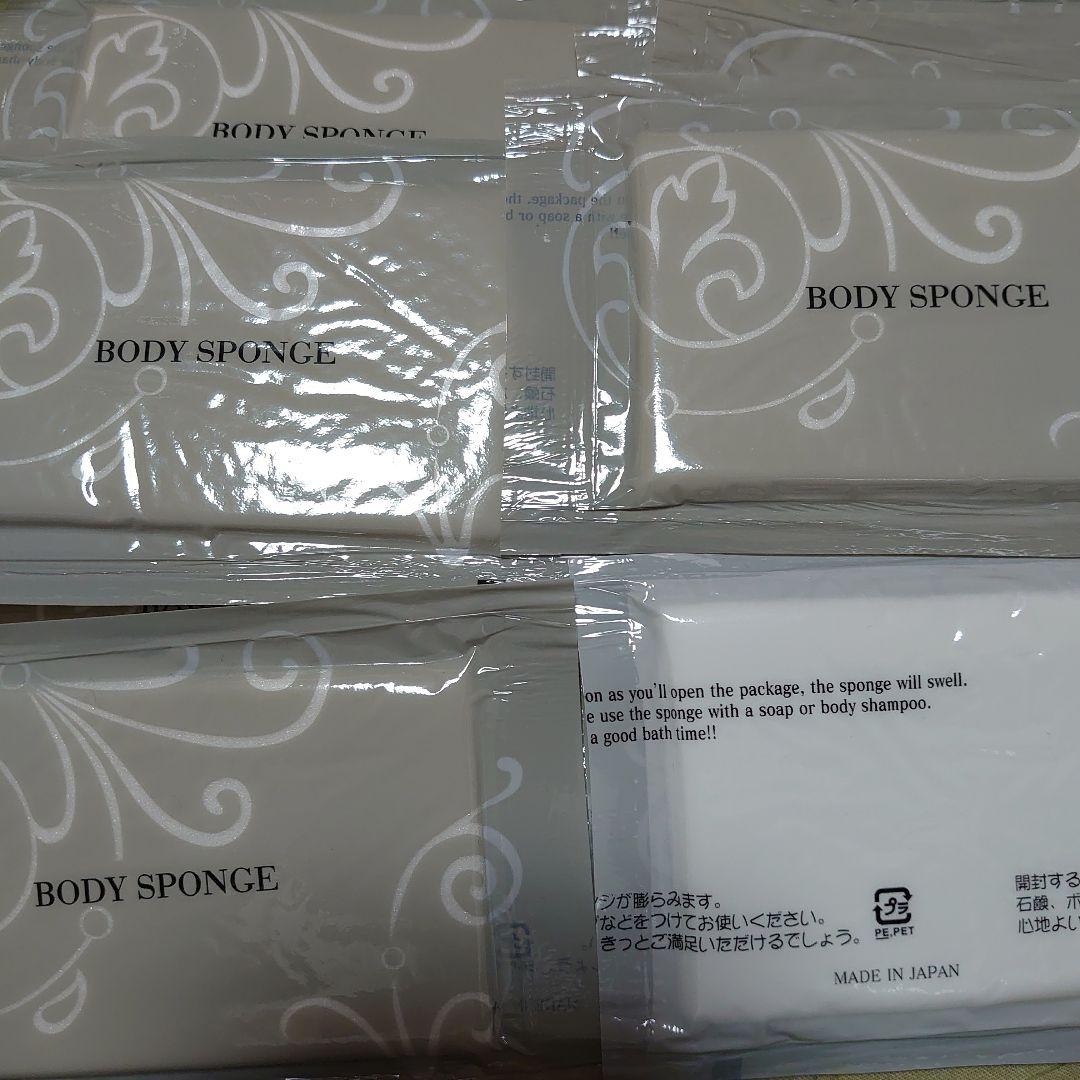 BODY SPONGE
BODY SPONGE
BODY SPONGE
BODY SPONGE
on as you'll open the package, the sponge will swell.
e use the sponge with a soap or body shampoo.
a good bath time!!
ンジが膨らみます。
などをつけてお使いください。
きっとご満足いただけるでしょう。
プラ
PE.PET
MADE IN JAPAN
開封する
石鹸、ボ
心地よい